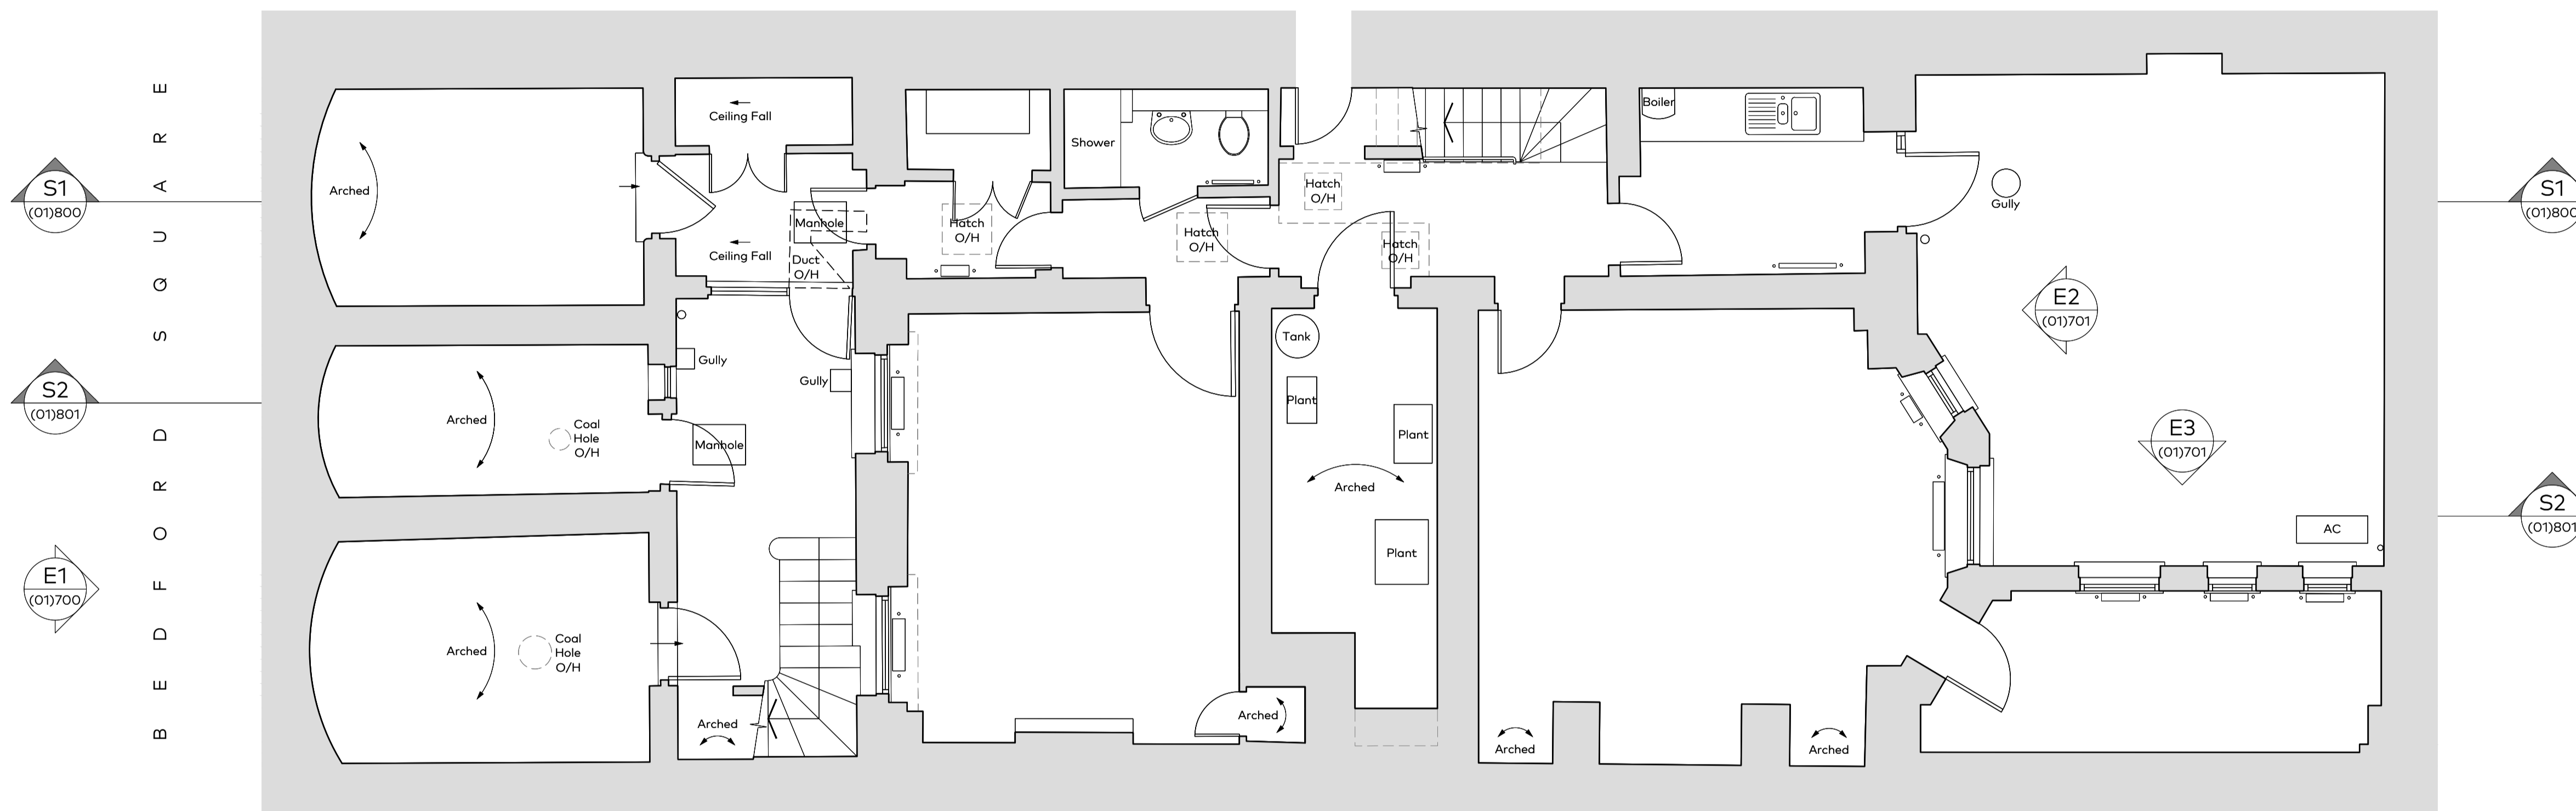 BEDFORD SQUARE
S1
(01)800
S2
(01)801
E1
(01)700
Arched
Ceiling Fall
Ceiling Fall
Manhole
Duct
O/H
Gully
Gully
Arched
Coal
Hole
O/H
Manhole
Arched
Coal
Hole
O/H
Arched
Hatch
O/H
Shower
Hatch
O/H
Hatch
O/H
Hatch
O/H
Tank
Plant
Plant
Arched
Plant
Arched
Boiler
Arched
Arched
Gully
E2
(01)701
E3
(01)701
AC
S1
(01)800
S2
(01)801